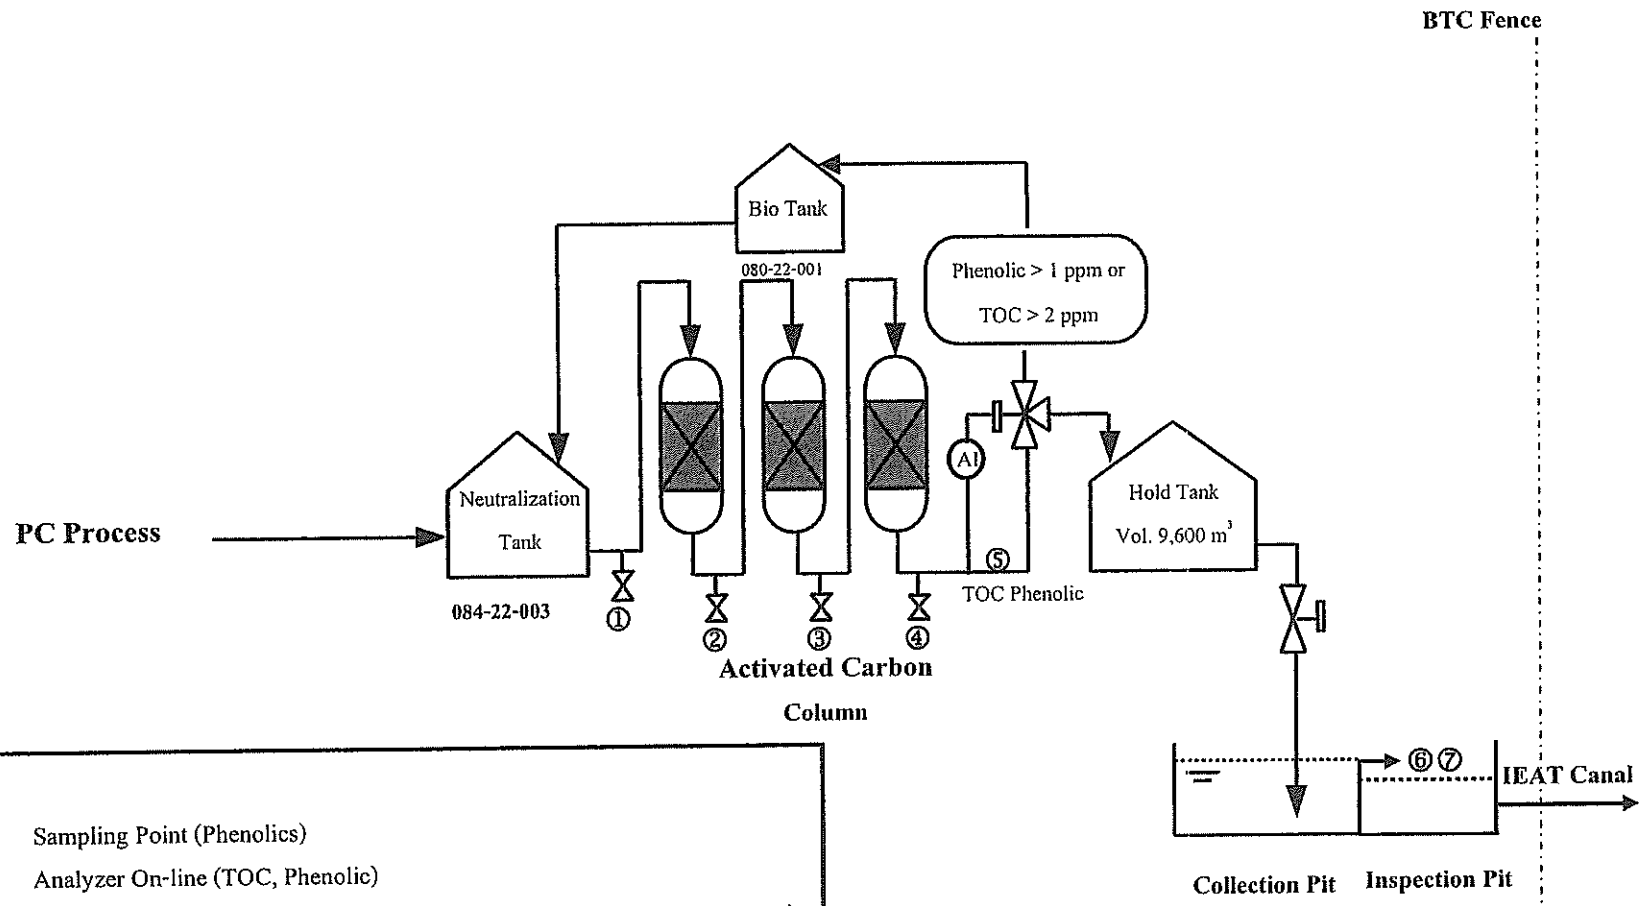 BTC Fence
Bio Tank
080-22-001
Phenolic > 1 ppm or
TOC > 2 ppm
PC Process
Neutralization
Tank
084-22-003
AI
Hold Tank
Vol. 9,600 m³
①
②
③
④
⑤
TOC Phenolic
Activated Carbon
Column
⑥⑦
IEAT Canal
Collection Pit
Inspection Pit
Sampling Point (Phenolics)
Analyzer On-line (TOC, Phenolic)